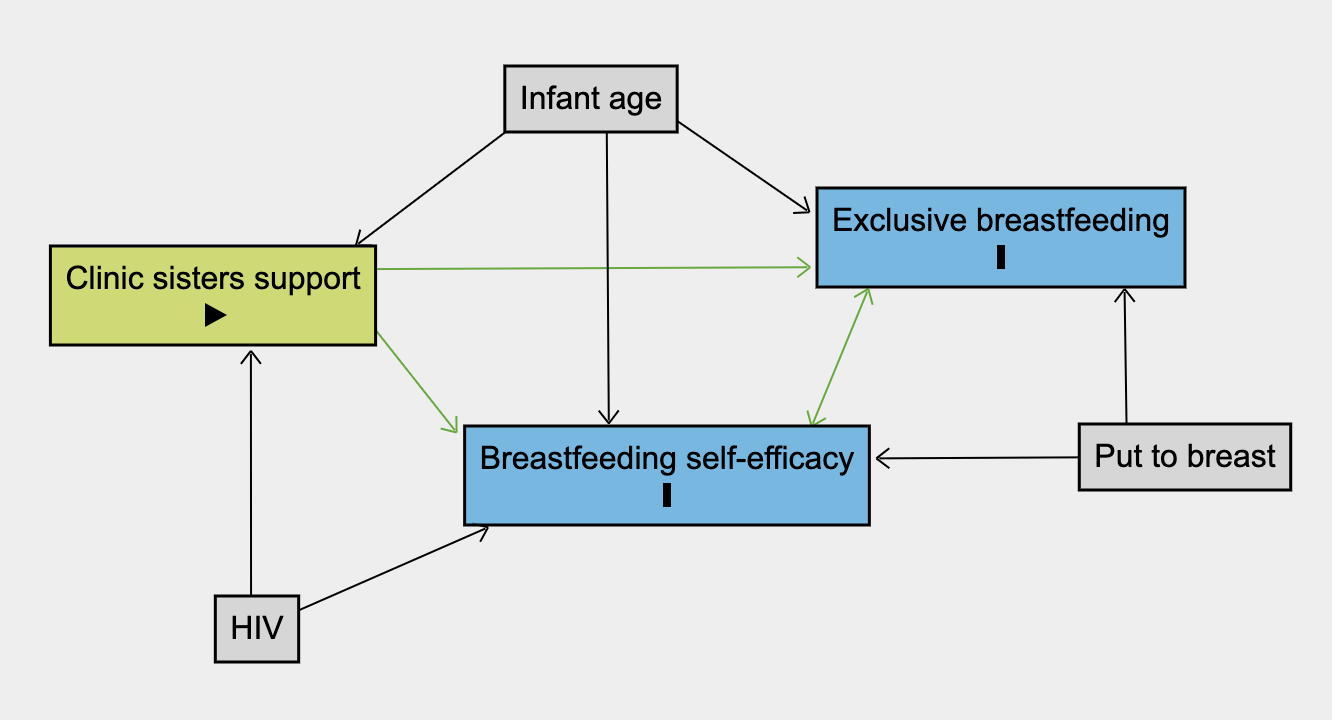 Infant age
Exclusive breastfeeding
Clinic sisters support
Breastfeeding self-efficacy
Put to breast
HIV